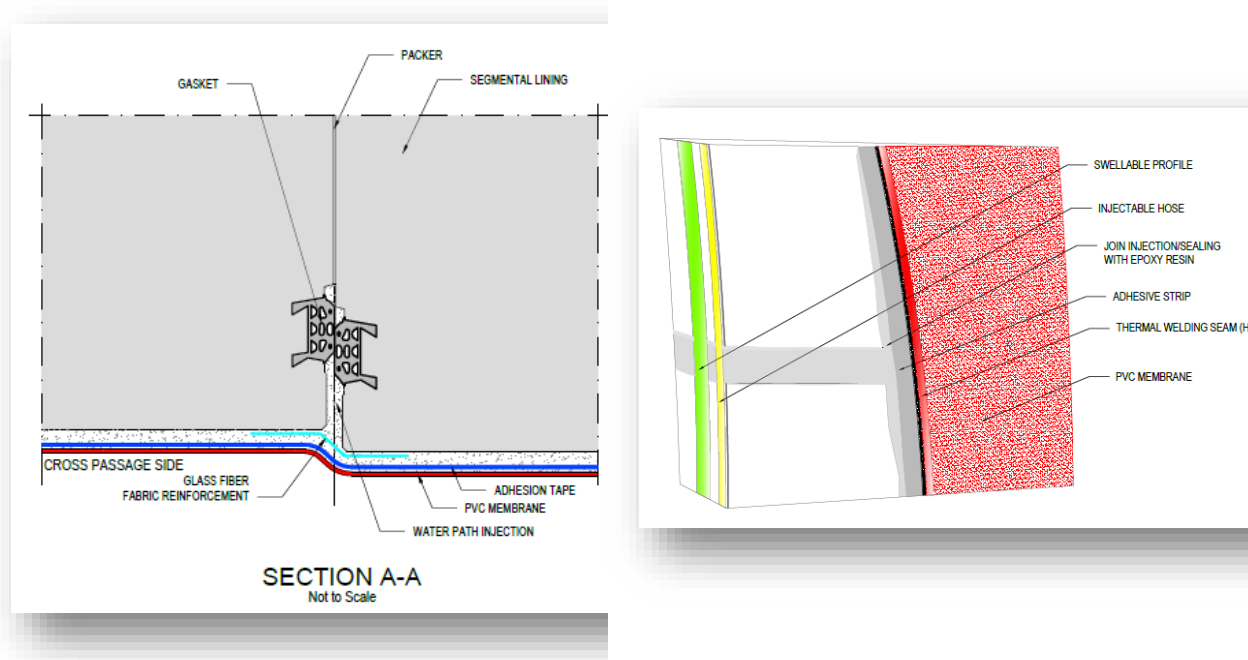 PACKER
GASKET
SEGMENTAL LINING
CROSS PASSAGE SIDE
GLASS FIBER
FABRIC REINFORCEMENT
ADHESION TAPE
PVC MEMBRANE
WATER PATH INJECTION
SECTION A-A
Not to Scale
SWELLABLE PROFILE
INJECTABLE HOSE
JOIN INJECTION/SEALING
WITH EPOXY RESIN
ADHESIVE STRIP
THERMAL WELDING SEAM (H
PVC MEMBRANE